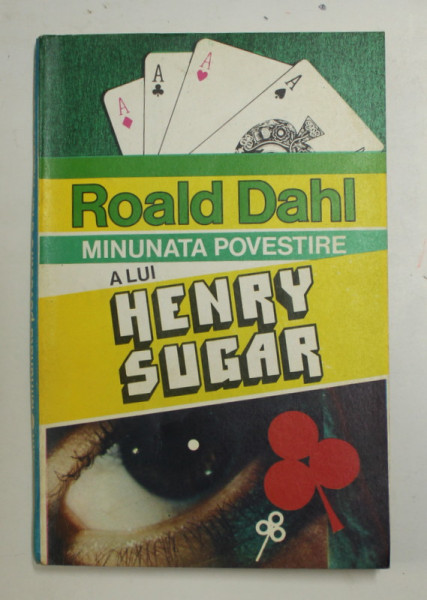 A
A
A
A
A
Roald Dahl
MINUNATA POVESTIRE
A LUI
HENRY
SUGAR